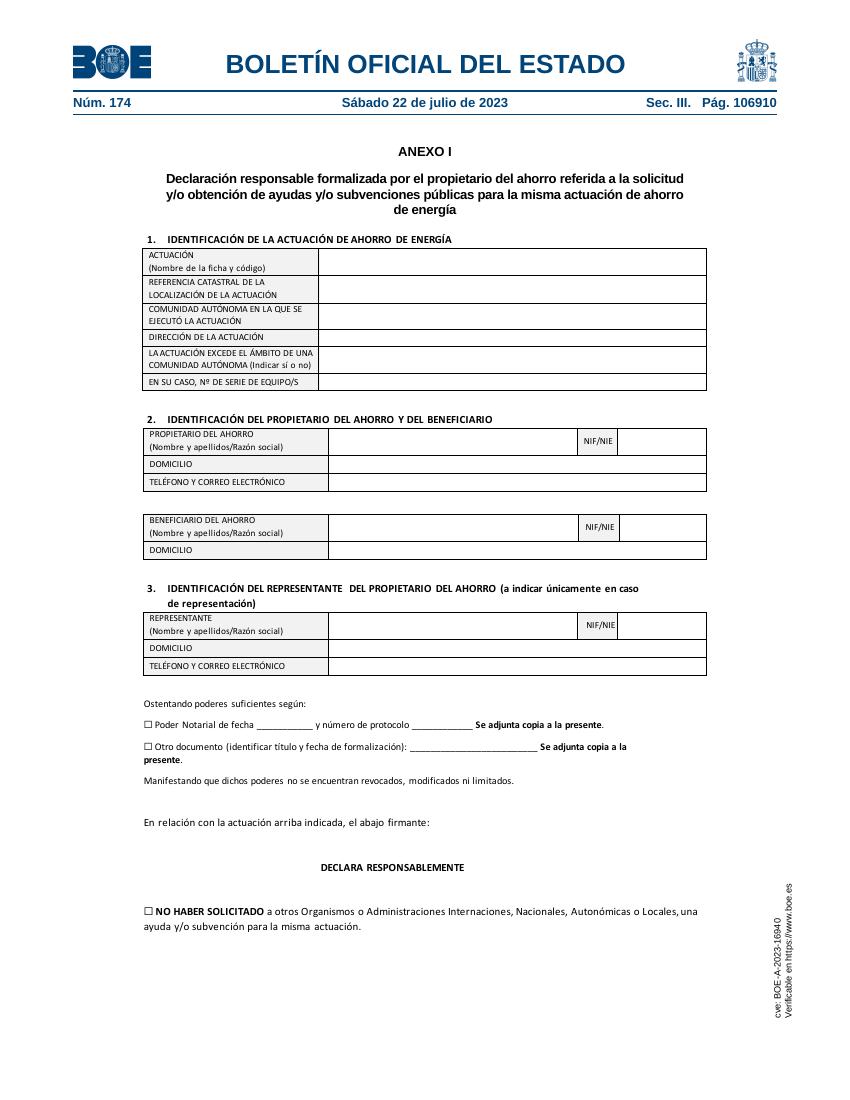 BOE
BOLETÍN OFICIAL DEL ESTADO
Núm. 174
Sábado 22 de julio de 2023
Sec. III. Pág. 106910
ANEXO I
Declaración responsable formalizada por el propietario del ahorro referida a la solicitud
y/o obtención de ayudas y/o subvenciones públicas para la misma actuación de ahorro
de energía
1. IDENTIFICACIÓN DE LA ACTUACIÓN DE AHORRO DE ENERGÍA
ACTUACIÓN
(Nombre de la ficha y código)
REFERENCIA CATASTRAL DE LA
LOCALIZACIÓN DE LA ACTUACIÓN
COMUNIDAD AUTÓNOMA EN LA QUE SE
EJECUTÓ LA ACTUACIÓN
DIRECCIÓN DE LA ACTUACIÓN
LA ACTUACIÓN EXCEDE EL ÁMBITO DE UNA
COMUNIDAD AUTÓNOMA (Indicar sí o no)
EN SU CASO, Nº DE SERIE DE EQUIPO/S
2. IDENTIFICACIÓN DEL PROPIETARIO DEL AHORRO Y DEL BENEFICIARIO
PROPIETARIO DEL AHORRO
(Nombre y apellidos/Razón social)
NIF/NIE
DOMICILIO
TELÉFONO Y CORREO ELECTRÓNICO
BENEFICIARIO DEL AHORRO
(Nombre y apellidos/Razón social)
NIF/NIE
DOMICILIO
3. IDENTIFICACIÓN DEL REPRESENTANTE DEL PROPIETARIO DEL AHORRO (a indicar únicamente en caso
de representación)
REPRESENTANTE
(Nombre y apellidos/Razón social)
NIF/NIE
DOMICILIO
TELÉFONO Y CORREO ELECTRÓNICO
Ostentando poderes suficientes según:
☐ Poder Notarial de fecha ___________ y número de protocolo ____________ Se adjunta copia a la presente.
☐ Otro documento (identificar título y fecha de formalización): _________________________ Se adjunta copia a la
presente.
Manifestando que dichos poderes no se encuentran revocados, modificados ni limitados.
En relación con la actuación arriba indicada, el abajo firmante:
DECLARA RESPONSABLEMENTE
☐ NO HABER SOLICITADO a otros Organismos o Administraciones Internaciones, Nacionales, Autonómicas o Locales, una
ayuda y/o subvención para la misma actuación.
cve: BOE-A-2023-16940
Verificable en https://www.boe.es